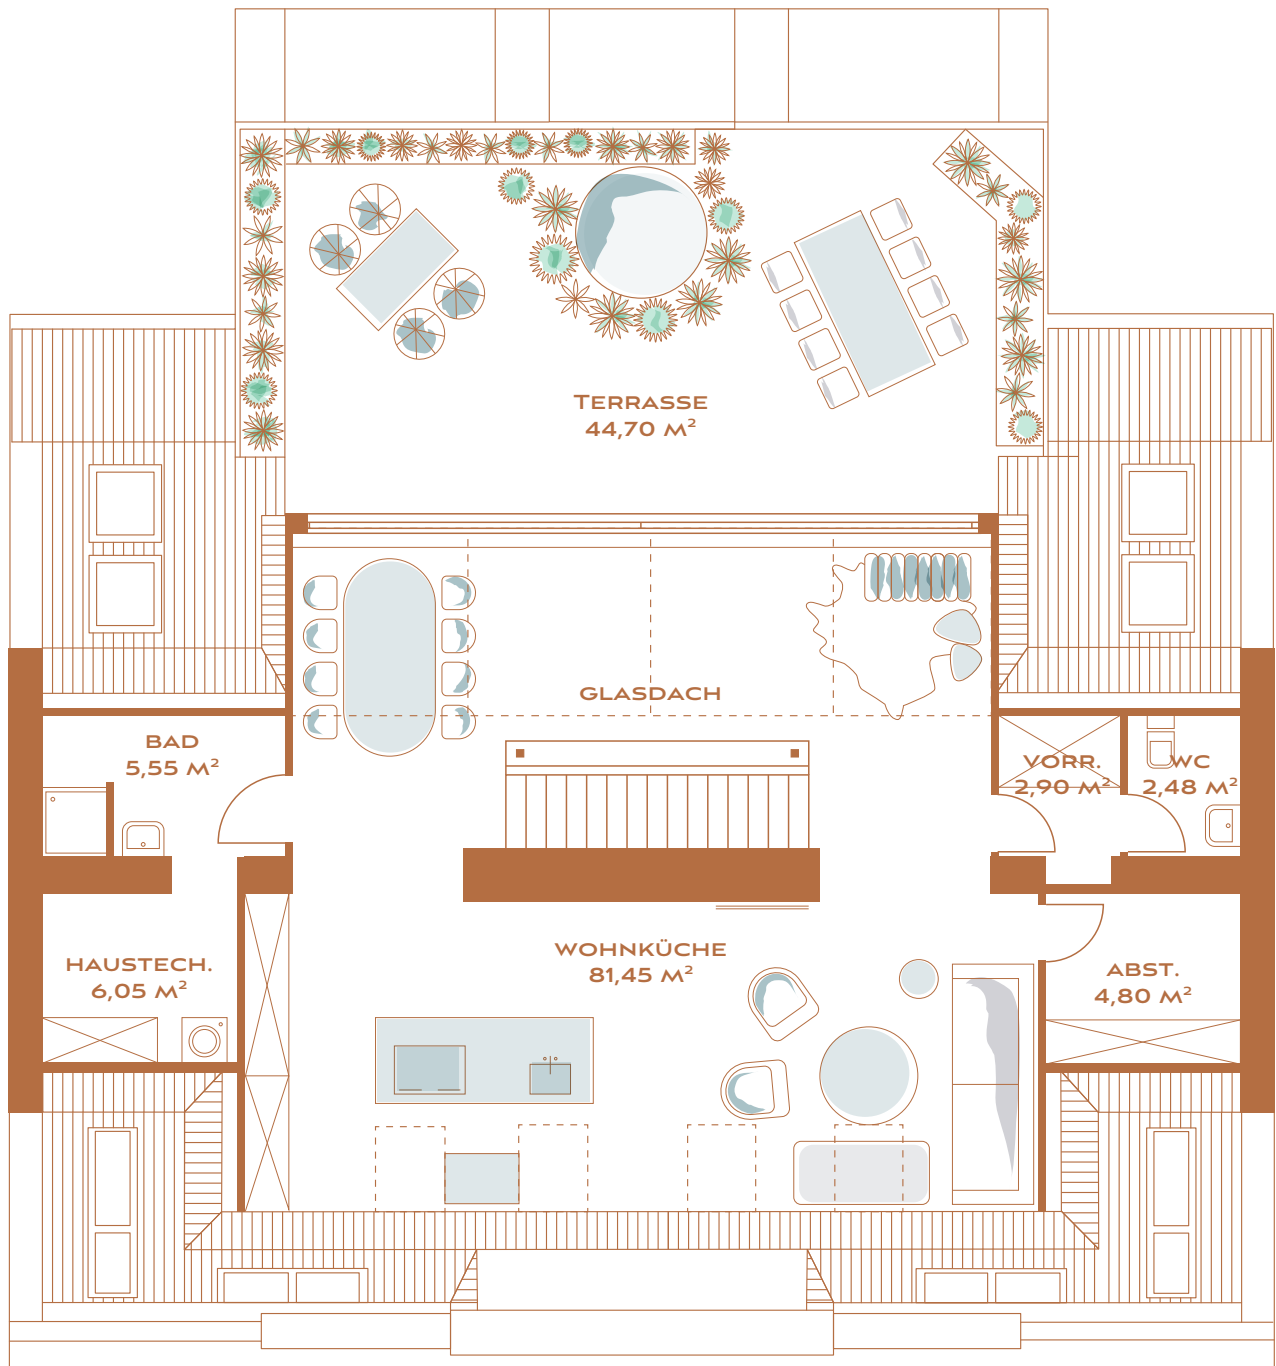 TERRASSE
44,70 M²
GLASDACH
BAD
5,55 M²
VORR.
2,90 M²
WC
2,48 M²
WOHNKÜCHE
81,45 M²
HAUSTECH.
6,05 M²
ABST.
4,80 M²